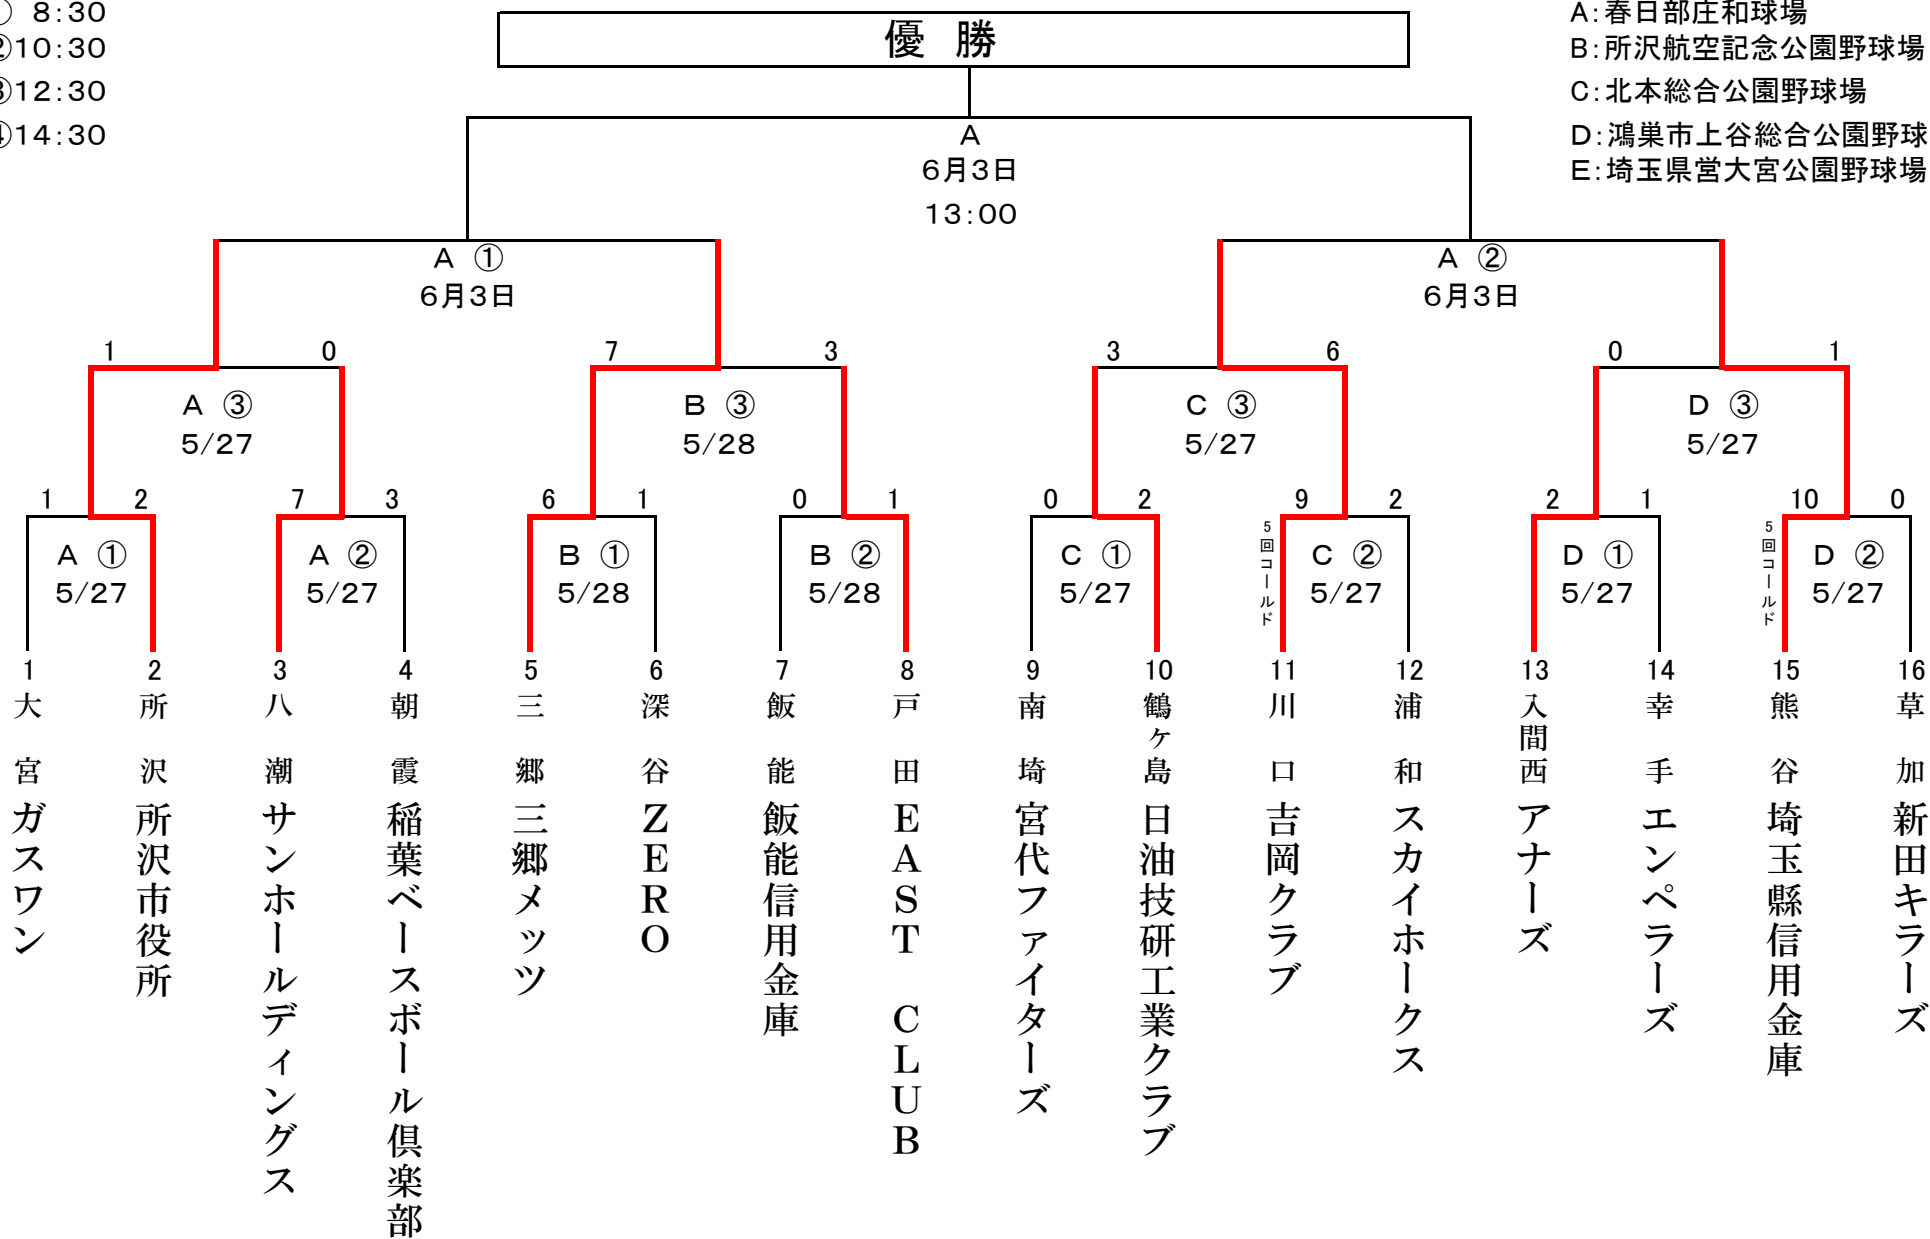 8:30
②10:30
③12:30
④14:30
優 勝
A:春日部庄和球場
B:所沢航空記念公園野球場
C:北本総合公園野球場
D:鴻巣市上谷総合公園野球
E:埼玉県営大宮公園野球場
A
6月3日
13:00
A ①
6月3日
A ②
6月3日
1 0 7 3 3 6 0 1
A ③
5/27
B ③
5/28
C ③
5/27
D ③
5/27
1 2 7 3 6 1 0 1 0 2 9 2 2 1 10 0
A ①
5/27
A ②
5/27
B ①
5/28
B ②
5/28
C ①
5/27
5回コールド
C ②
5/27
D ①
5/27
5回コールド
D ②
5/27
1
大宮
ガスワン
2
所沢
所沢市役所
3
八潮
サンホールディングス
4
朝霞
稲葉ベースボール倶楽部
5
三郷
三郷メッツ
6
深谷
ZERO
7
飯能
飯能信用金庫
8
戸田
EAST CLUB
9
南埼
宮代ファイターズ
10
鶴ヶ島
日油技研工業クラブ
11
川口
吉岡クラブ
12
浦和
スカイホークス
13
入間西
アナーズ
14
幸手
エンペラーズ
15
熊谷
埼玉縣信用金庫
16
草加
新田キラーズ